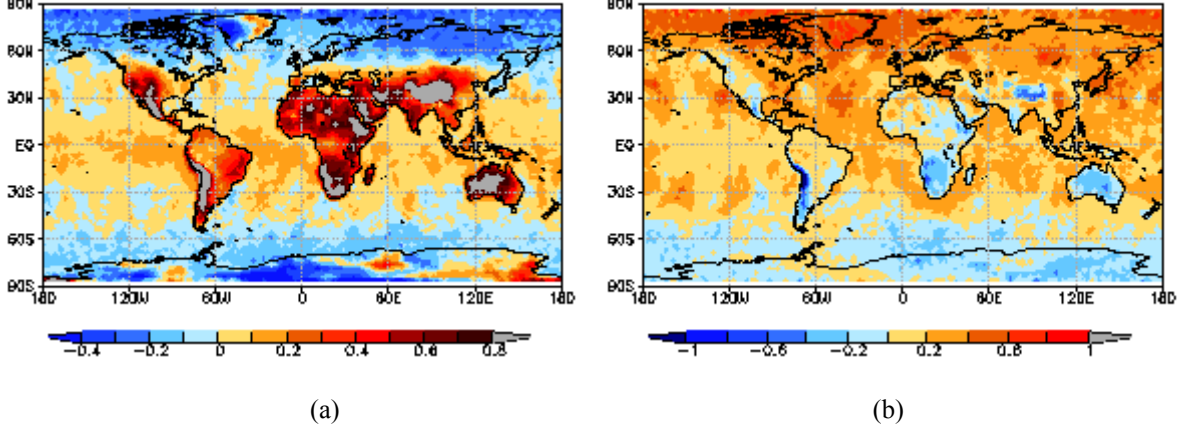 90N 90N
60N 60N
30N 30N
EQ EQ
30S 30S
60S 60S
90S 90S
180 120W 60W 0 60E 120E 180 180 120W 60W 0 60E 120E 180
-0.4 -0.2 0 0.2 0.4 0.6 0.8 -1 -0.6 -0.2 0.2 0.6 1
(a) (b)